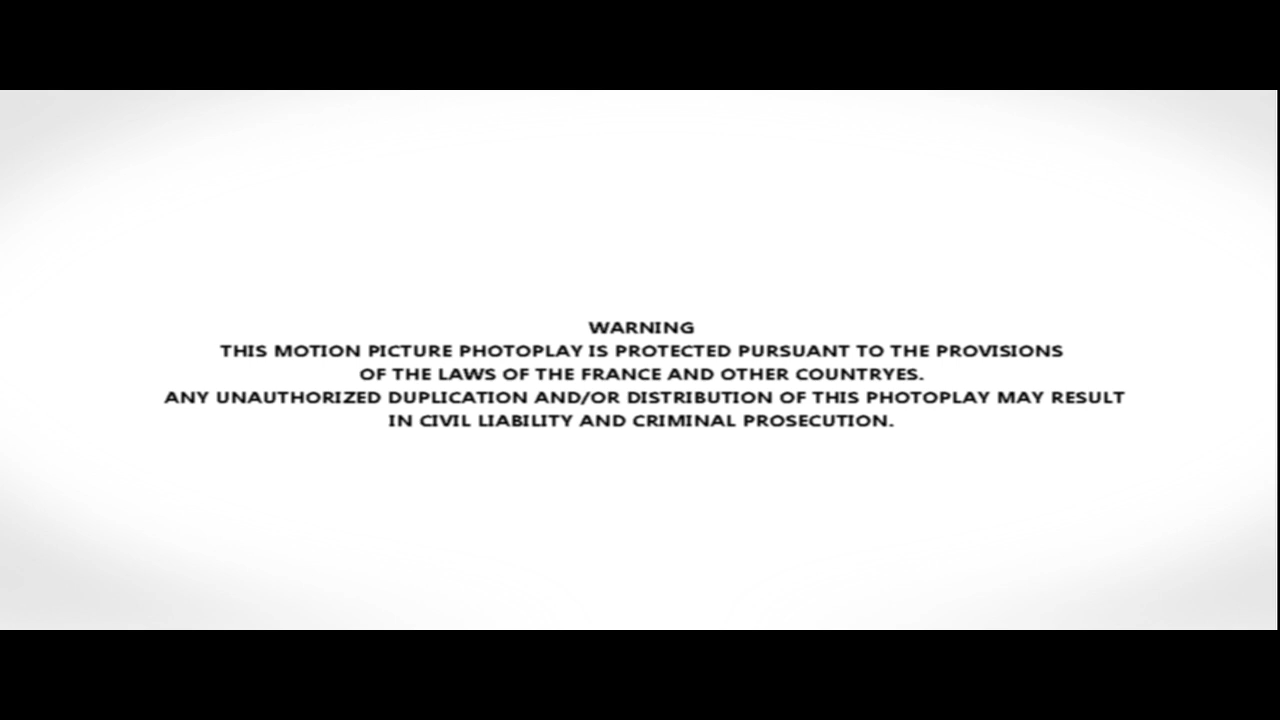 WARNING
THIS MOTION PICTURE PHOTOPLAY IS PROTECTED PURSUANT TO THE PROVISIONS
OF THE LAWS OF THE FRANCE AND OTHER COUNTRYES.
ANY UNAUTHORIZED DUPLICATION AND/OR DISTRIBUTION OF THIS PHOTOPLAY MAY RESULT
IN CIVIL LIABILITY AND CRIMINAL PROSECUTION.